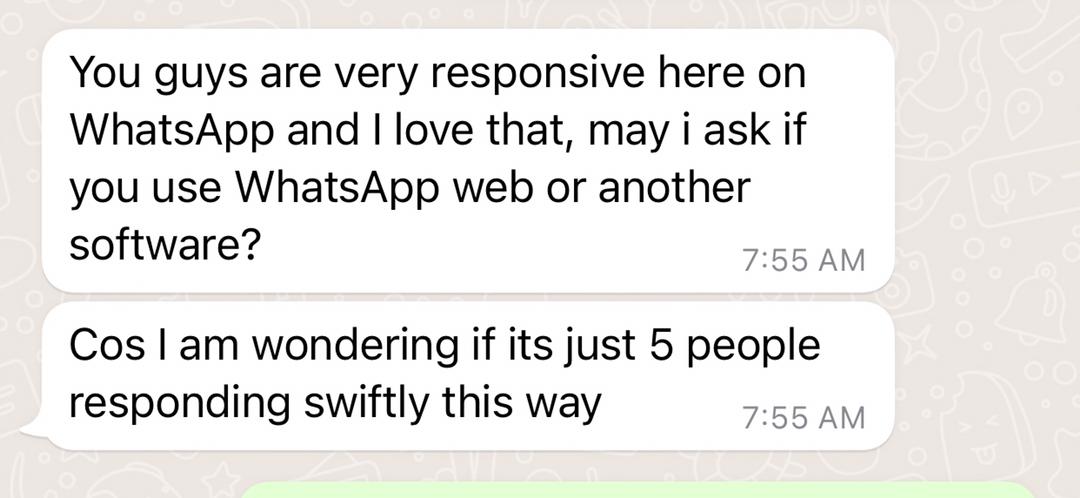 You guys are very responsive here on
WhatsApp and I love that, may i ask if
you use WhatsApp web or another
software?
7:55 AM
Cos I am wondering if its just 5 people
responding swiftly this way
7:55 AM